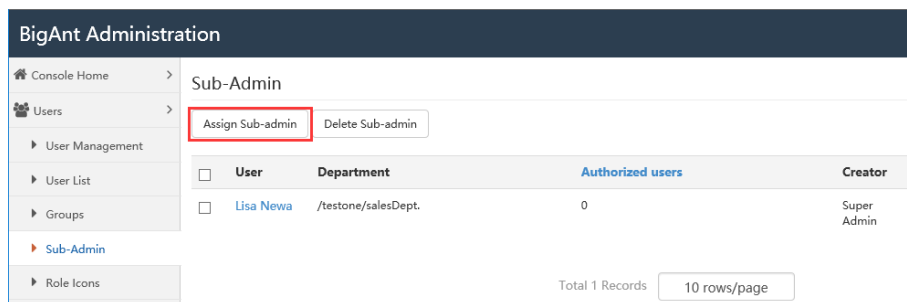 BigAnt Administration
Console Home
Users
User Management
User List
Groups
Sub-Admin
Role Icons
Sub-Admin
Assign Sub-admin Delete Sub-admin
User Department Authorized users Creator
Lisa Newa /testone/salesDept. 0 Super
Admin
Total 1 Records 10 rows/page